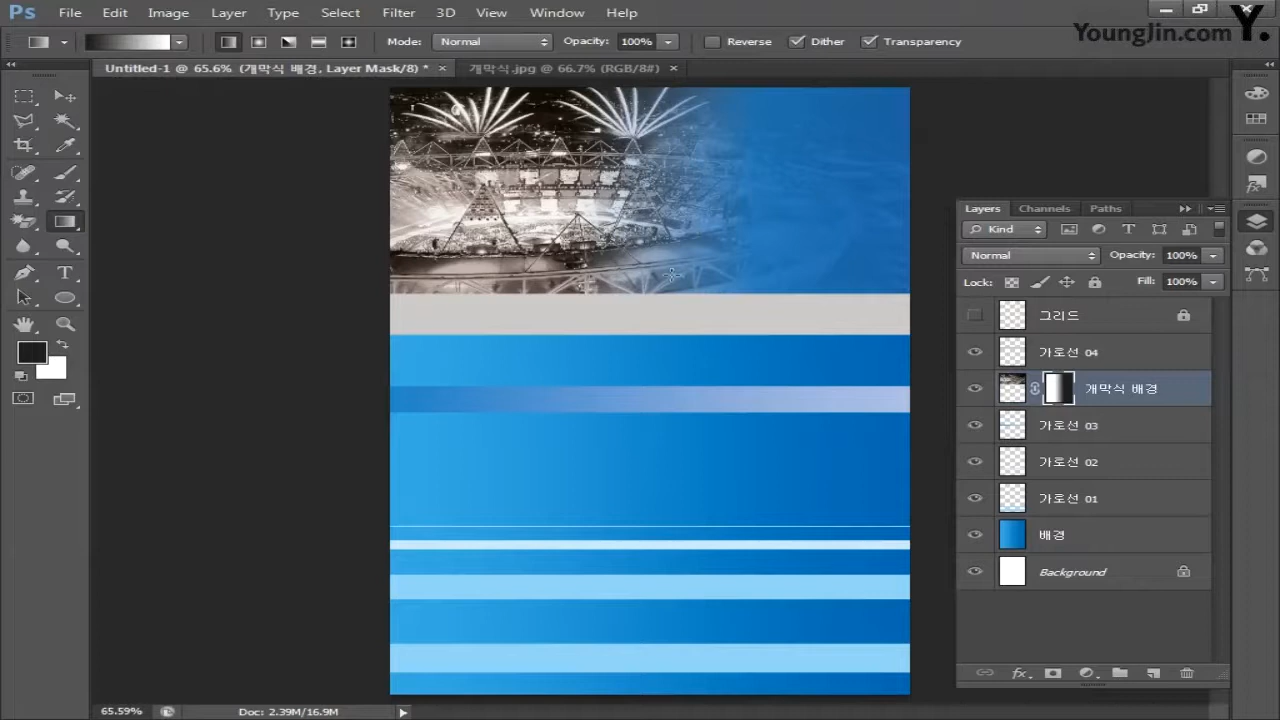 Ps File Edit Image Layer Type Select Filter 3D View Window Help
YoungJin.com Y.
Mode: Normal Opacity: 100% Reverse Dither Transparency
Untitled-1 @ 65.6% (개막식 배경, Layer Mask/8) * × 개막식.jpg @ 66.7% (RGB/8#) ×
Layers Channels Paths
Kind
Normal Opacity: 100%
Lock: Fill: 100%
그리드
가로선 04
개막식 배경
가로선 03
가로선 02
가로선 01
배경
Background
65.59% Doc: 2.39M/16.9M